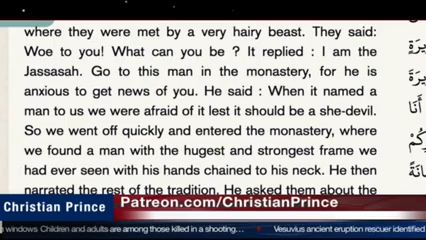 where they were met by a very hairy beast. They said:
Woe to you! What can you be ? It replied : I am the
Jassasah. Go to this man in the monastery, for he is
anxious to get news of you. He said : When it named a
man to us we were afraid of it lest it should be a she-devil.
So we went off quickly and entered the monastery, where
we found a man with the hugest and strongest frame we
had ever seen with his hands chained to his neck. He then
narrated the rest of the tradition. He asked them about the
أَنَا
Christian Prince
Patreon.com/ChristianPrince
windows Children and adults are among those killed in a shooting…
Vesuvius ancient eruption rescuer identified